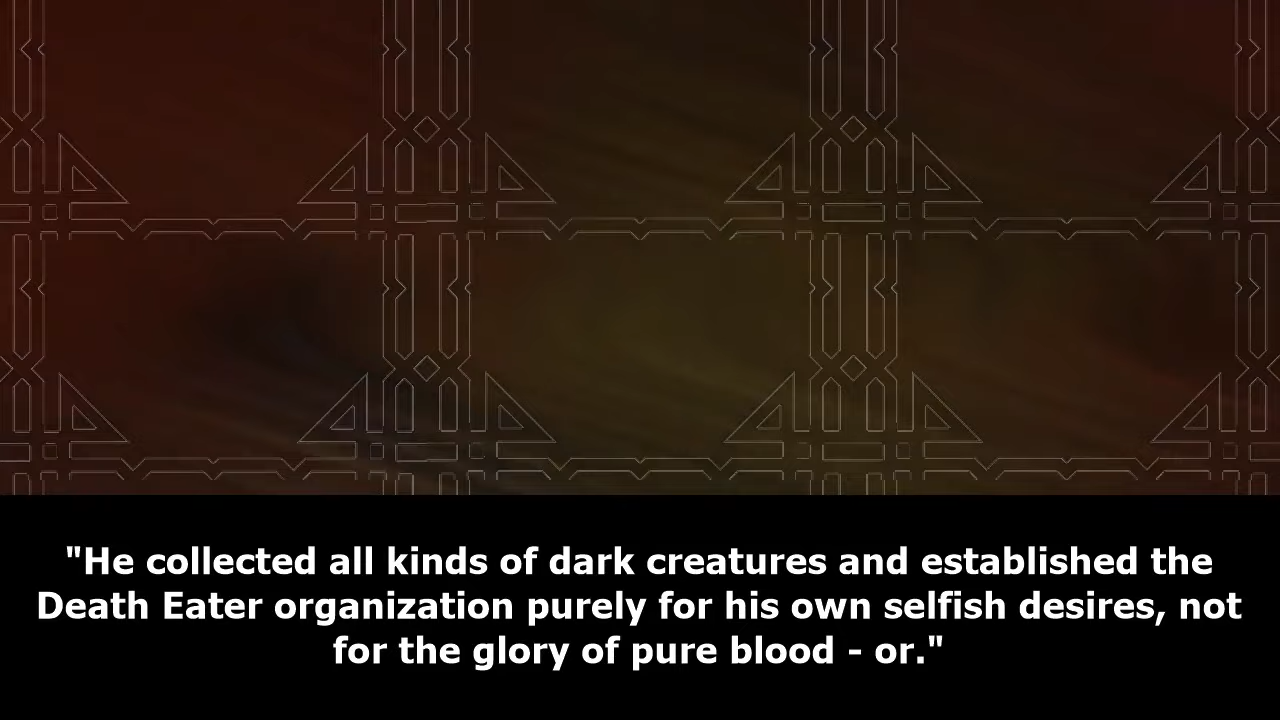 "He collected all kinds of dark creatures and established the
Death Eater organization purely for his own selfish desires, not
for the glory of pure blood - or."